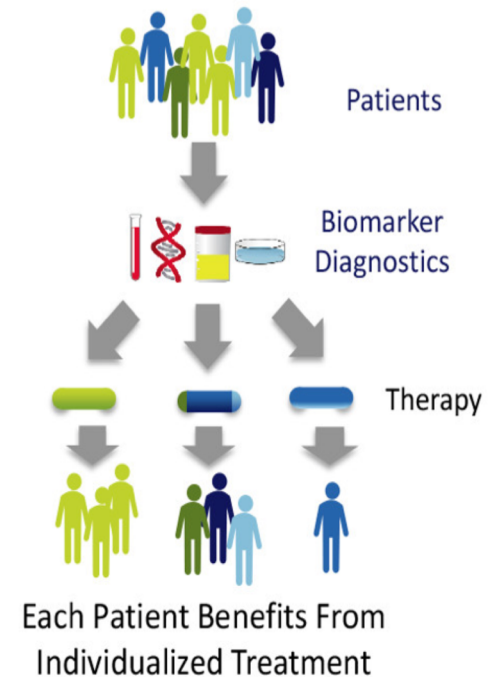 Patients
Biomarker
Diagnostics
Therapy
Each Patient Benefits From
Individualized Treatment